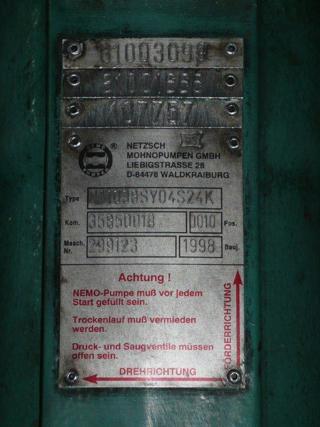 NEMO
PUMPEN
®
NETZSCH
MOHNOPUMPEN GMBH
LIEBIGSTRASSE 28
D-84478 WALDKRAIBURG
Type
Kom. 35850018 0010 Pos.
Masch. Nr. 299123 1998 Bauj.
Achtung !
NEMO-Pumpe muß vor jedem
Start gefüllt sein.
Trockenlauf muß vermieden
werden.
Druck- und Saugventile müssen
offen sein.
DREHRICHTUNG
FÖRDERRICHTUNG